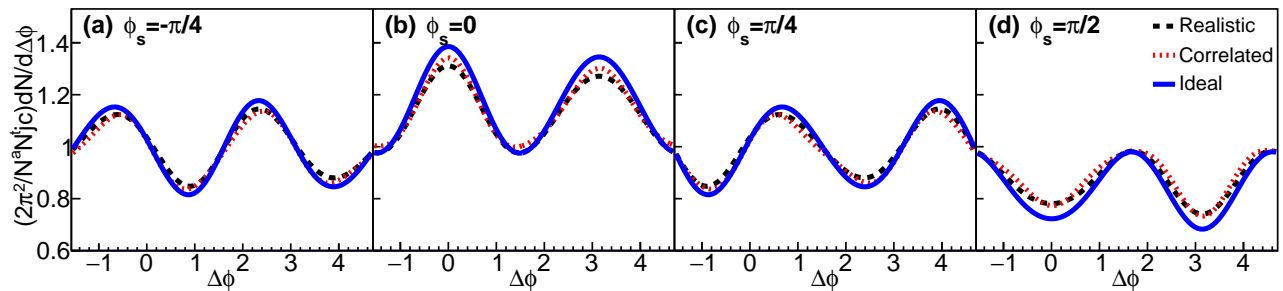 (a) ϕs=-π/4
(b) ϕs=0
(c) ϕs=π/4
(d) ϕs=π/2
Realistic
Correlated
Ideal
(2π²/NᵃNᵗjc)dN/dΔϕ
1.4
1.2
1
0.8
0.6
−1 0 1 2 3 4
−1 0 1 2 3 4
−1 0 1 2 3 4
−1 0 1 2 3 4
Δϕ
Δϕ
Δϕ
Δϕ